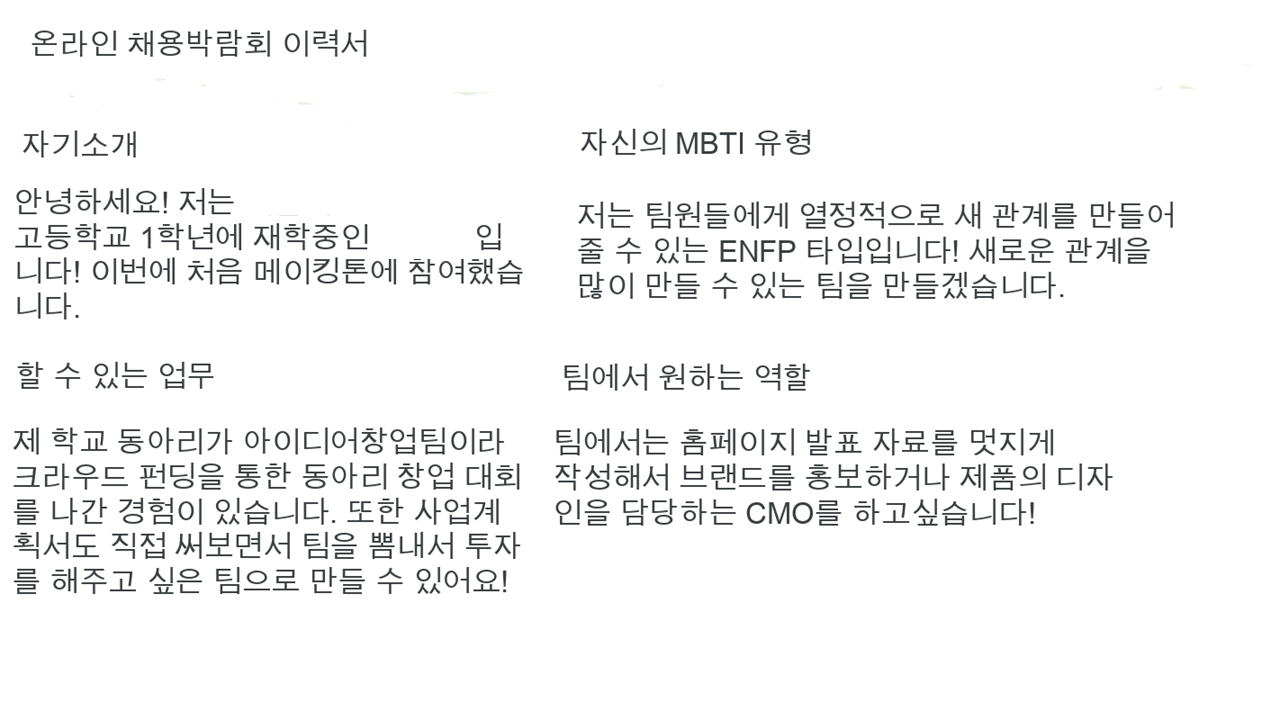 온라인 채용박람회 이력서
자기소개
안녕하세요! 저는
고등학교 1학년에 재학중인 입
니다! 이번에 처음 메이킹톤에 참여했습
니다.
자신의 MBTI 유형
저는 팀원들에게 열정적으로 새 관계를 만들어
줄 수 있는 ENFP 타입입니다! 새로운 관계을
많이 만들 수 있는 팀을 만들겠습니다.
할 수 있는 업무
제 학교 동아리가 아이디어창업팀이라
크라우드 펀딩을 통한 동아리 창업 대회
를 나간 경험이 있습니다. 또한 사업계
획서도 직접 써보면서 팀을 뽐내서 투자
를 해주고 싶은 팀으로 만들 수 있어요!
팀에서 원하는 역할
팀에서는 홈페이지 발표 자료를 멋지게
작성해서 브랜드를 홍보하거나 제품의 디자
인을 담당하는 CMO를 하고싶습니다!